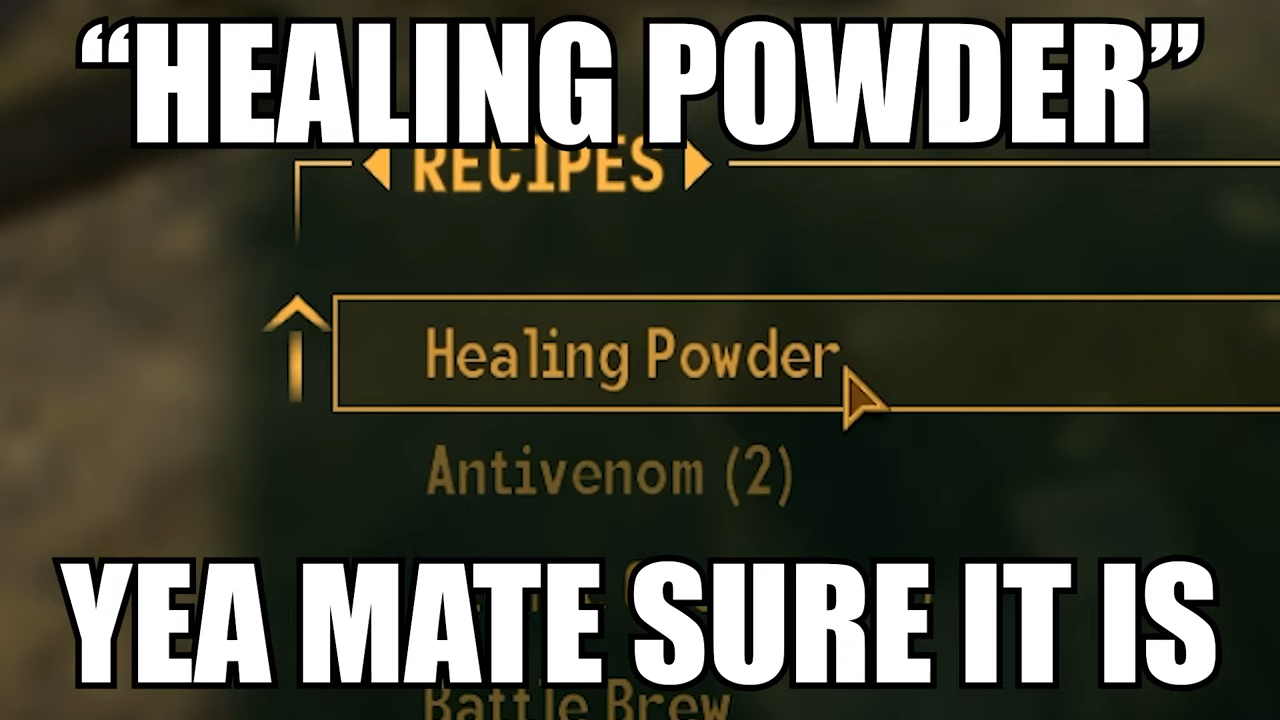 “HEALING POWDER”
RECIPES
Healing Powder
Antivenom (2)
YEA MATE SURE IT IS
Battle Brew